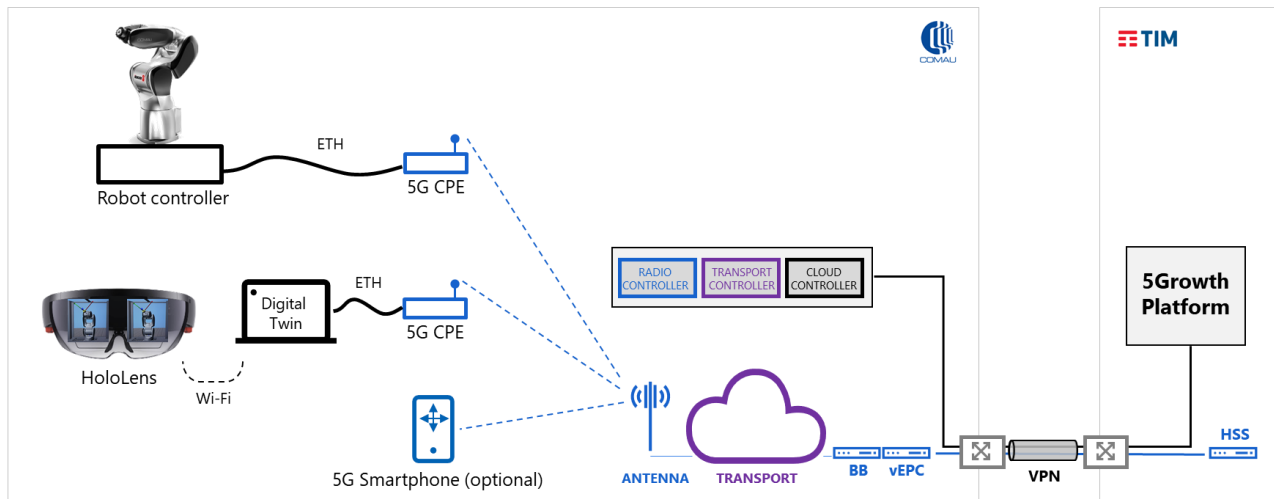 COMAU
TIM
ETH
Robot controller
5G CPE
RADIO
CONTROLLER
TRANSPORT
CONTROLLER
CLOUD
CONTROLLER
5Growth
Platform
ETH
Digital
Twin
5G CPE
HoloLens
Wi-Fi
5G Smartphone (optional)
ANTENNA
TRANSPORT
BB
vEPC
VPN
HSS